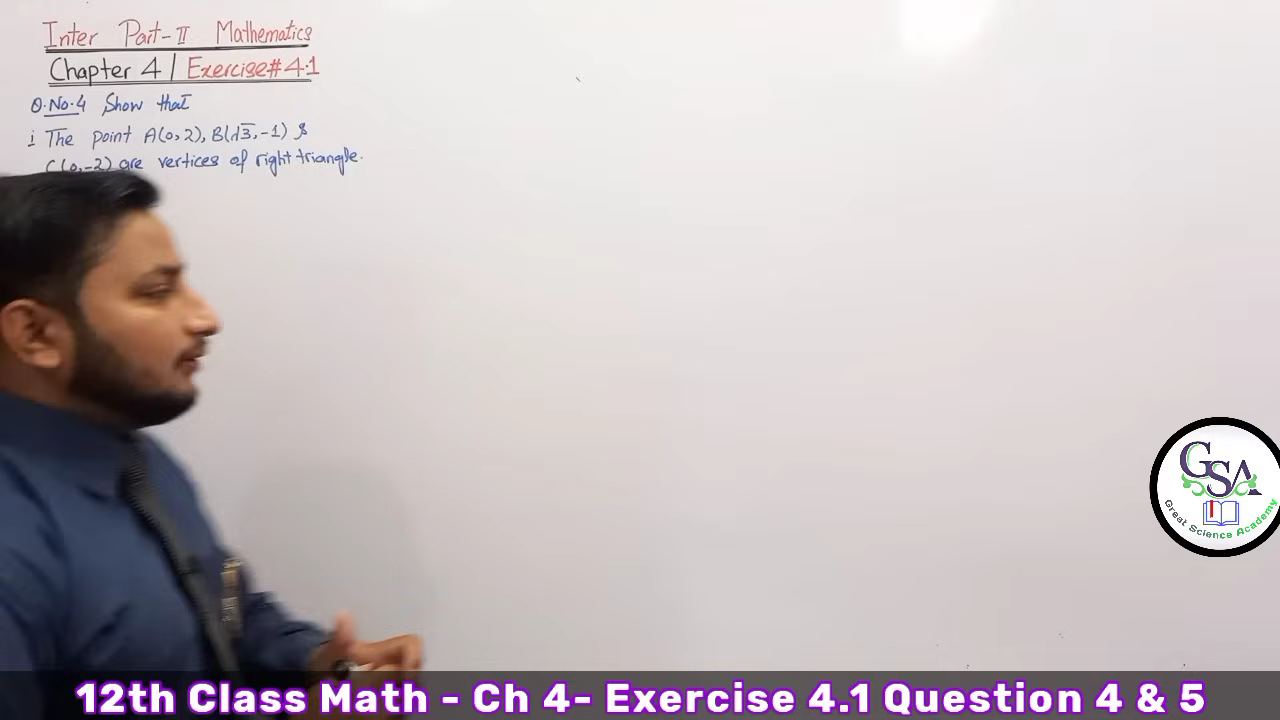 Inter Part-II Mathematics
Chapter 4 | Exercise#4.1
Q.No.4 Show that
i The point A(0,2), B(√3,-1) &
C(0,-2) are vertices of right triangle.
GSA
Great Science Academy
12th Class Math - Ch 4- Exercise 4.1 Question 4 & 5